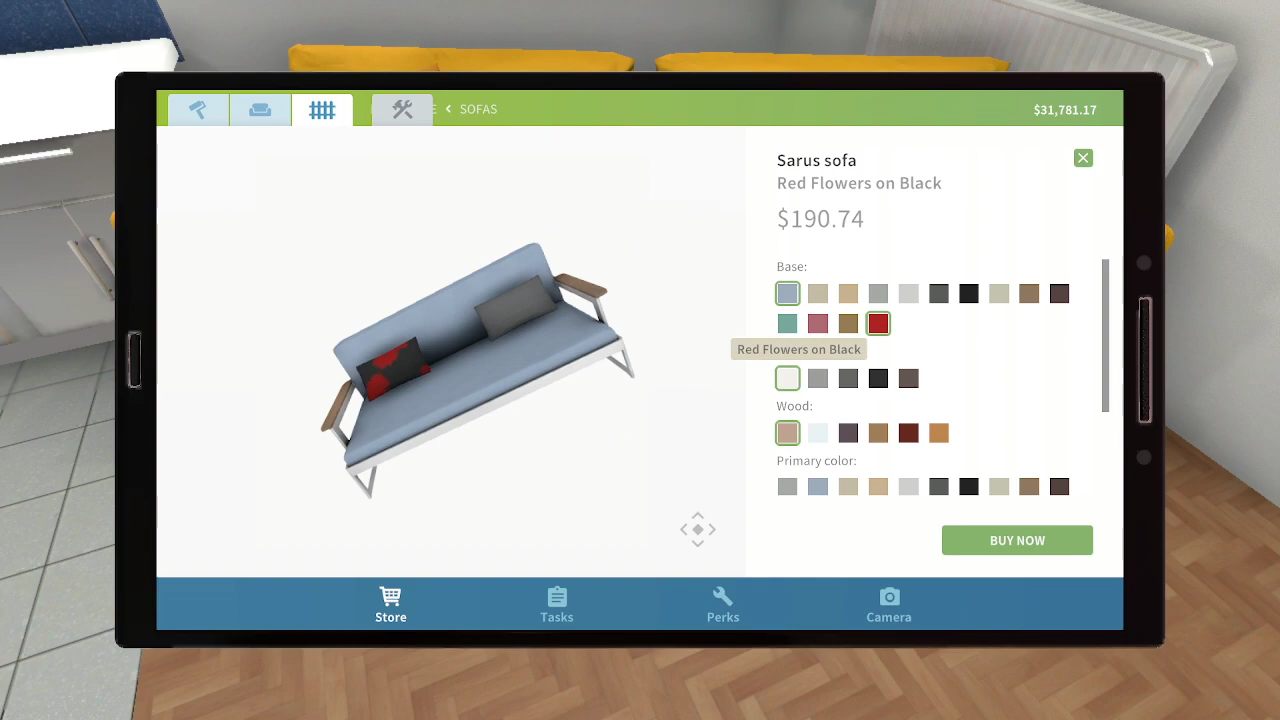 SOFAS
$31,781.17
Sarus sofa
Red Flowers on Black
$190.74
Base:
Red Flowers on Black
Wood:
Primary color:
BUY NOW
Store
Tasks
Perks
Camera